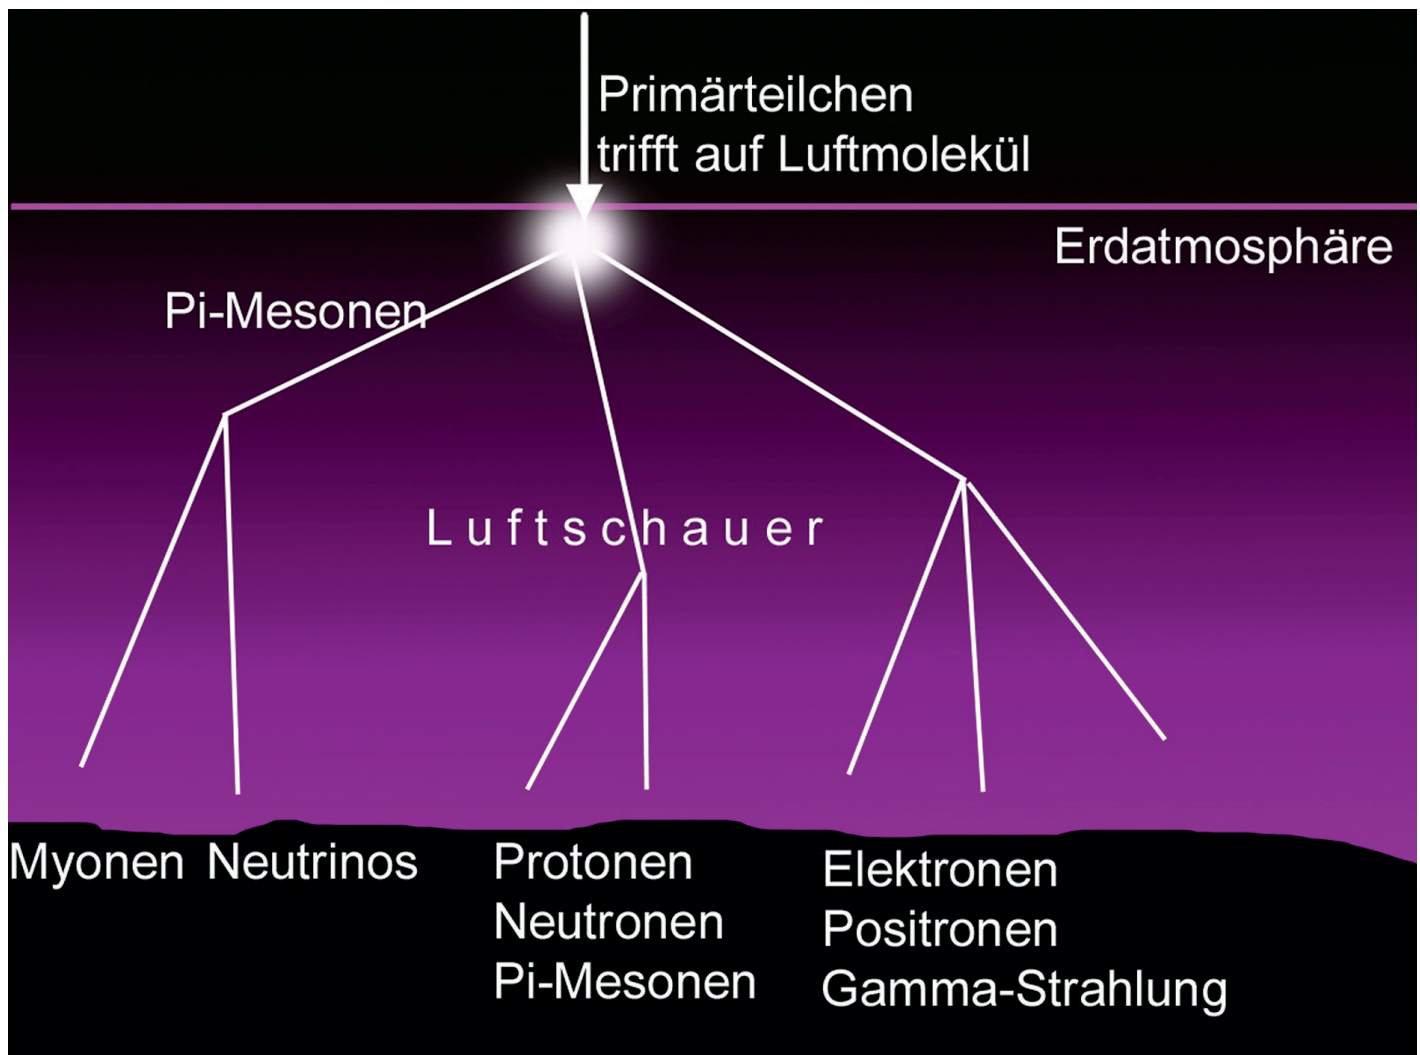 Primärteilchen
trifft auf Luftmolekül
Erdatmosphäre
Pi-Mesonen
Luftschauer
Myonen Neutrinos
Protonen
Neutronen
Pi-Mesonen
Elektronen
Positronen
Gamma-Strahlung